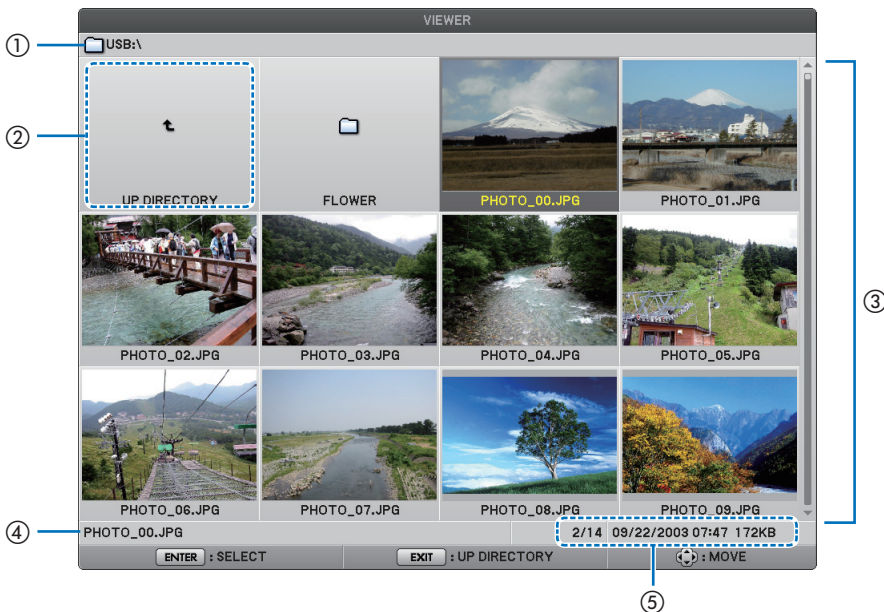 VIEWER
① USB:\
②
③
UP DIRECTORY FLOWER PHOTO_00.JPG PHOTO_01.JPG
PHOTO_02.JPG PHOTO_03.JPG PHOTO_04.JPG PHOTO_05.JPG
PHOTO_06.JPG PHOTO_07.JPG PHOTO_08.JPG PHOTO_09.JPG
④ PHOTO_00.JPG 2/14 09/22/2003 07:47 172KB
ENTER : SELECT EXIT : UP DIRECTORY : MOVE
⑤